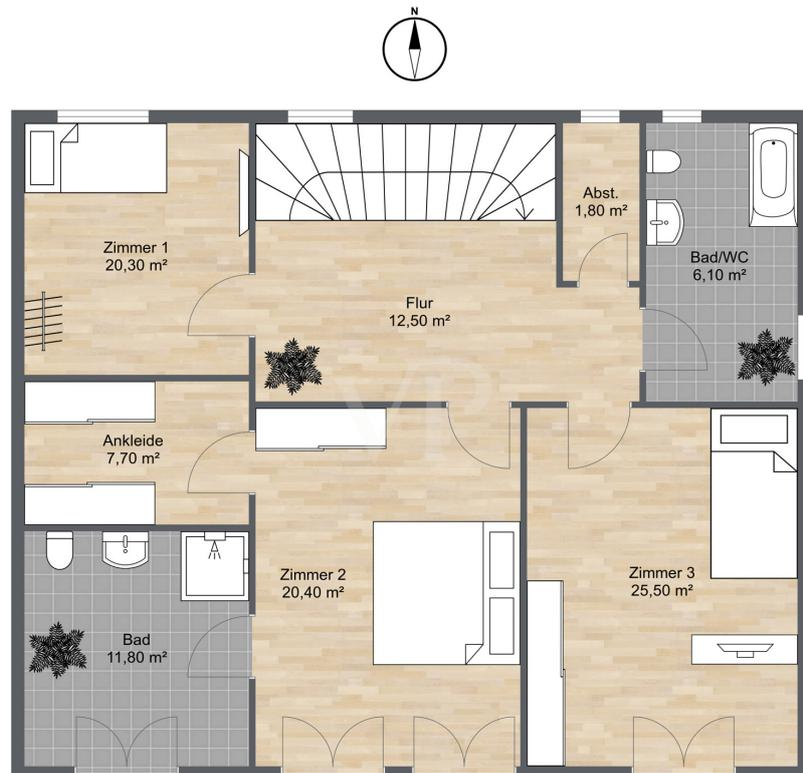 N
Abst.
1,80 m²
Zimmer 1
20,30 m²
Bad/WC
6,10 m²
Flur
12,50 m²
VP
Ankleide
7,70 m²
Zimmer 2
20,40 m²
Zimmer 3
25,50 m²
Bad
11,80 m²